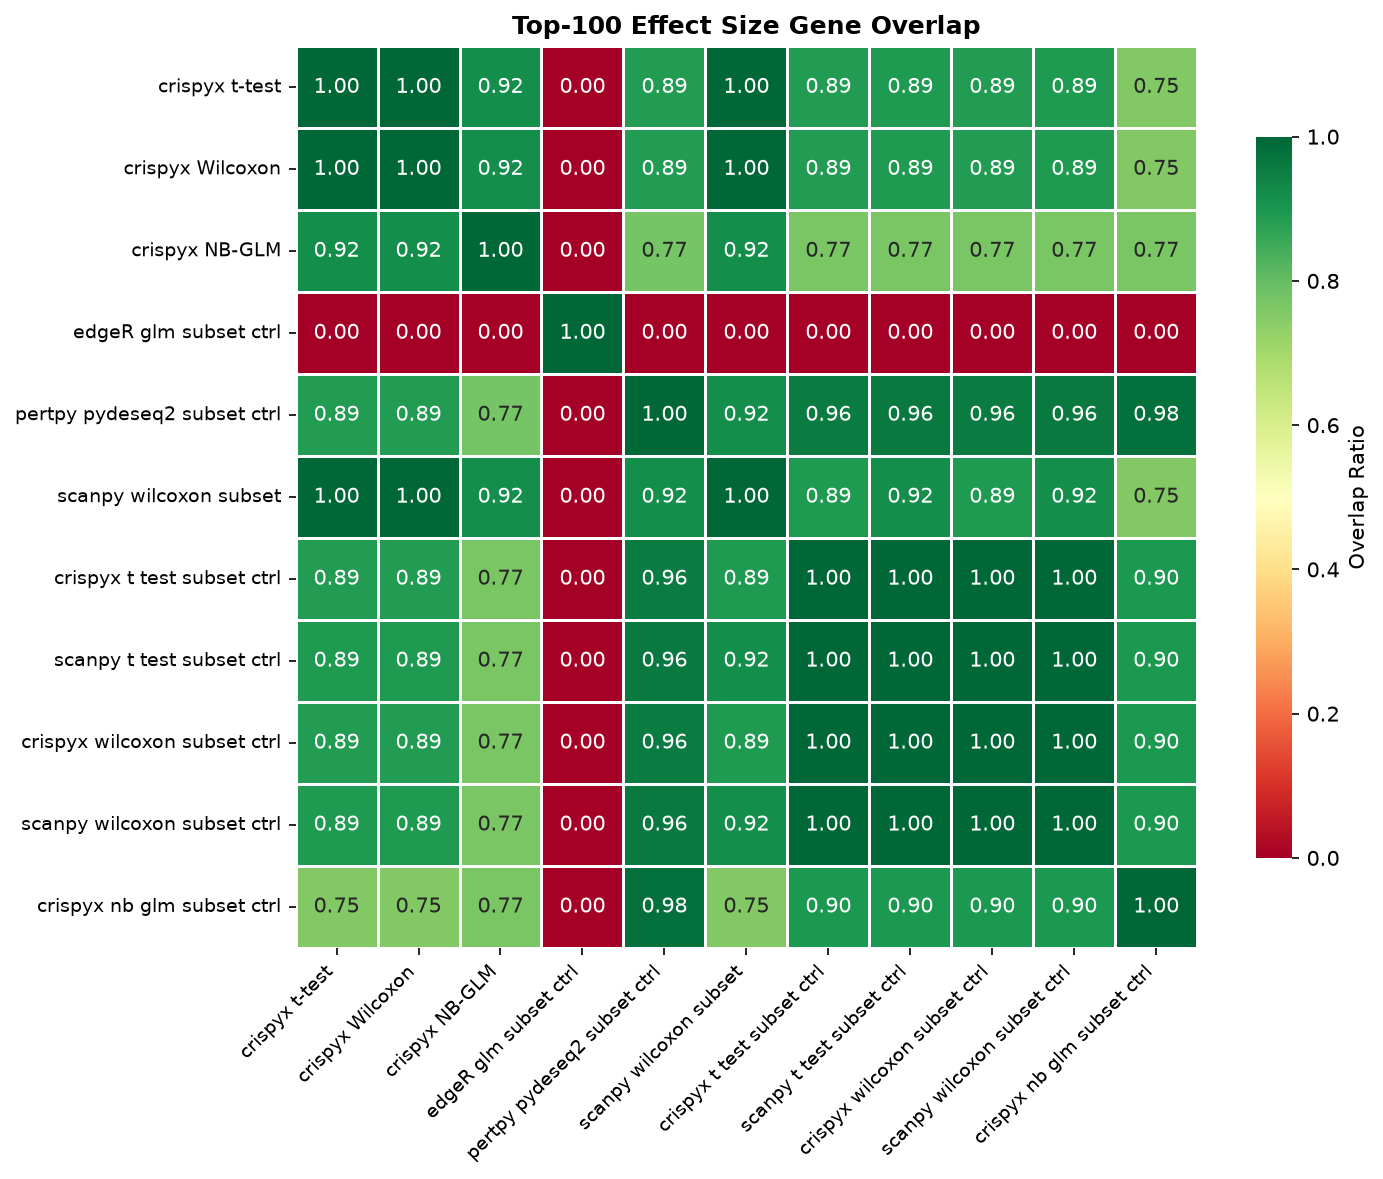 Top-100 Effect Size Gene Overlap
crispyx t-test 1.00 1.00 0.92 0.00 0.89 1.00 0.89 0.89 0.89 0.89 0.75
crispyx Wilcoxon 1.00 1.00 0.92 0.00 0.89 1.00 0.89 0.89 0.89 0.89 0.75
crispyx NB-GLM 0.92 0.92 1.00 0.00 0.77 0.92 0.77 0.77 0.77 0.77 0.77
edgeR glm subset ctrl 0.00 0.00 0.00 1.00 0.00 0.00 0.00 0.00 0.00 0.00 0.00
pertpy pydeseq2 subset ctrl 0.89 0.89 0.77 0.00 1.00 0.92 0.96 0.96 0.96 0.96 0.98
scanpy wilcoxon subset 1.00 1.00 0.92 0.00 0.92 1.00 0.89 0.92 0.89 0.92 0.75
crispyx t test subset ctrl 0.89 0.89 0.77 0.00 0.96 0.89 1.00 1.00 1.00 1.00 0.90
scanpy t test subset ctrl 0.89 0.89 0.77 0.00 0.96 0.92 1.00 1.00 1.00 1.00 0.90
crispyx wilcoxon subset ctrl 0.89 0.89 0.77 0.00 0.96 0.89 1.00 1.00 1.00 1.00 0.90
scanpy wilcoxon subset ctrl 0.89 0.89 0.77 0.00 0.96 0.92 1.00 1.00 1.00 1.00 0.90
crispyx nb glm subset ctrl 0.75 0.75 0.77 0.00 0.98 0.75 0.90 0.90 0.90 0.90 1.00
crispyx t-test
crispyx Wilcoxon
crispyx NB-GLM
edgeR glm subset ctrl
pertpy pydeseq2 subset ctrl
scanpy wilcoxon subset
crispyx t test subset ctrl
scanpy t test subset ctrl
crispyx wilcoxon subset ctrl
scanpy wilcoxon subset ctrl
crispyx nb glm subset ctrl
1.0
0.8
0.6
0.4
0.2
0.0
Overlap Ratio